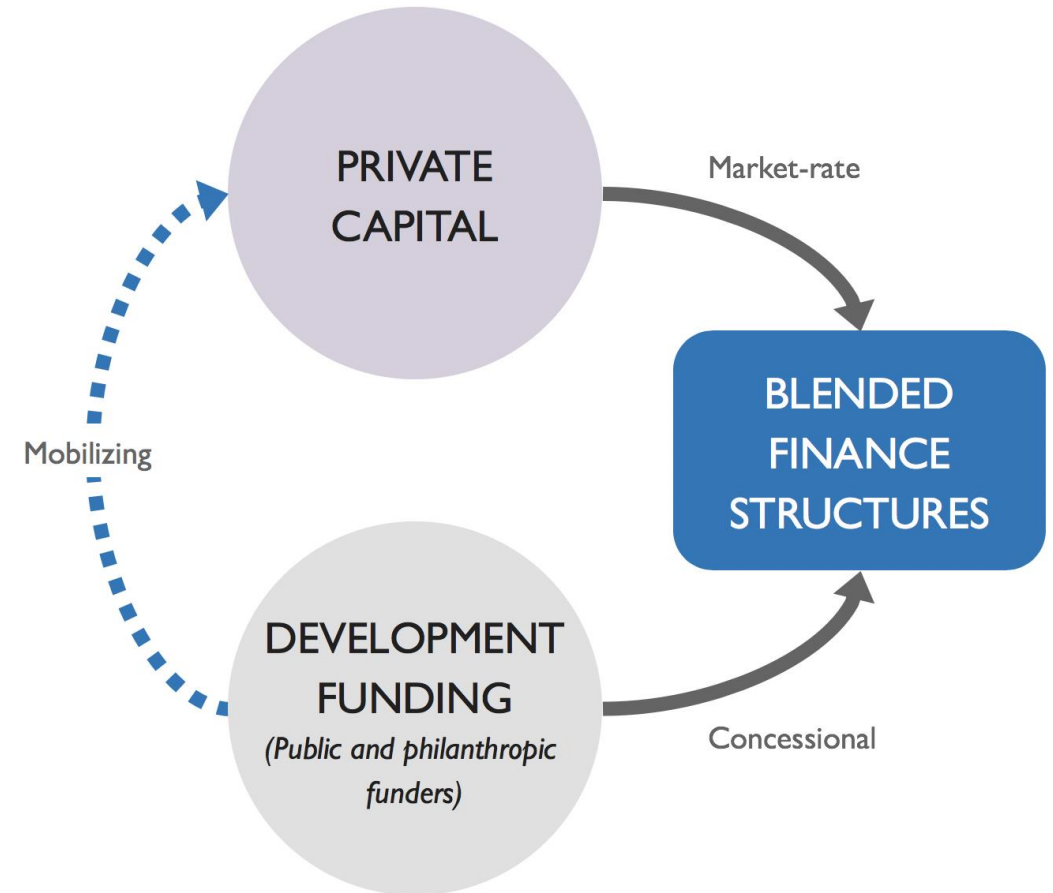 PRIVATE
CAPITAL
Market-rate
BLENDED
FINANCE
STRUCTURES
Mobilizing
DEVELOPMENT
FUNDING
(Public and philanthropic
funders)
Concessional